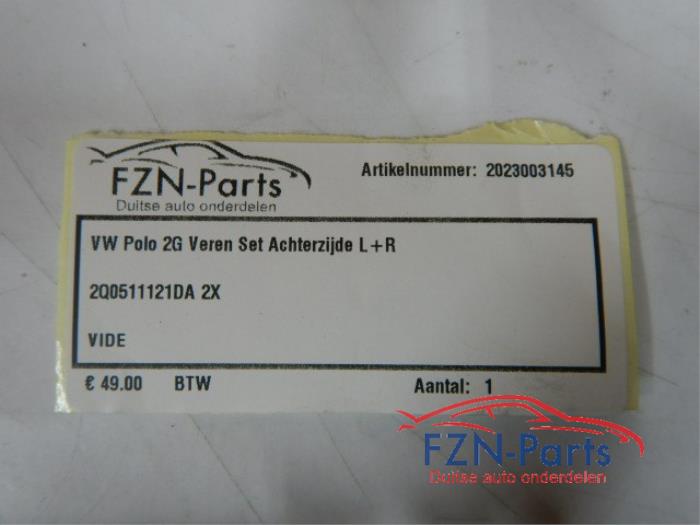 FZN-Parts
Duitse auto onderdelen
Artikelnummer: 2023003145
VW Polo 2G Veren Set Achterzijde L+R
2Q0511121DA 2X
VIDE
€ 49.00 BTW Aantal: 1
FZN-Parts
Duitse auto onderdelen